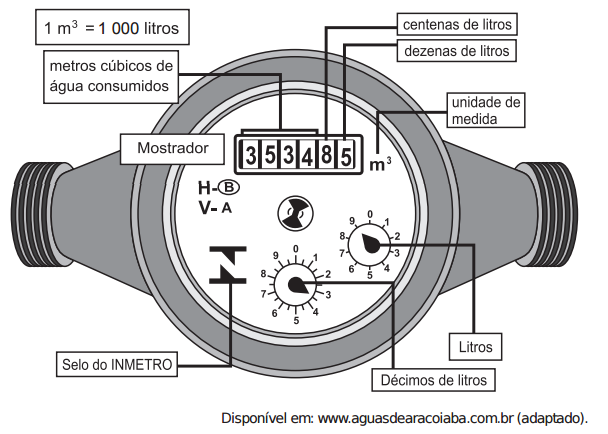 1 m³ = 1 000 litros
centenas de litros
dezenas de litros
metros cúbicos de
água consumidos
unidade de
medida
Mostrador
3 5 3 4 8 5
m³
H-B
V-A
0 1 2 3 4 5 6 7 8 9
0 1 2 3 4 5 6 7 8 9
Selo do INMETRO
Litros
Décimos de litros
Disponível em: www.aguasdearacoiaba.com.br (adaptado).